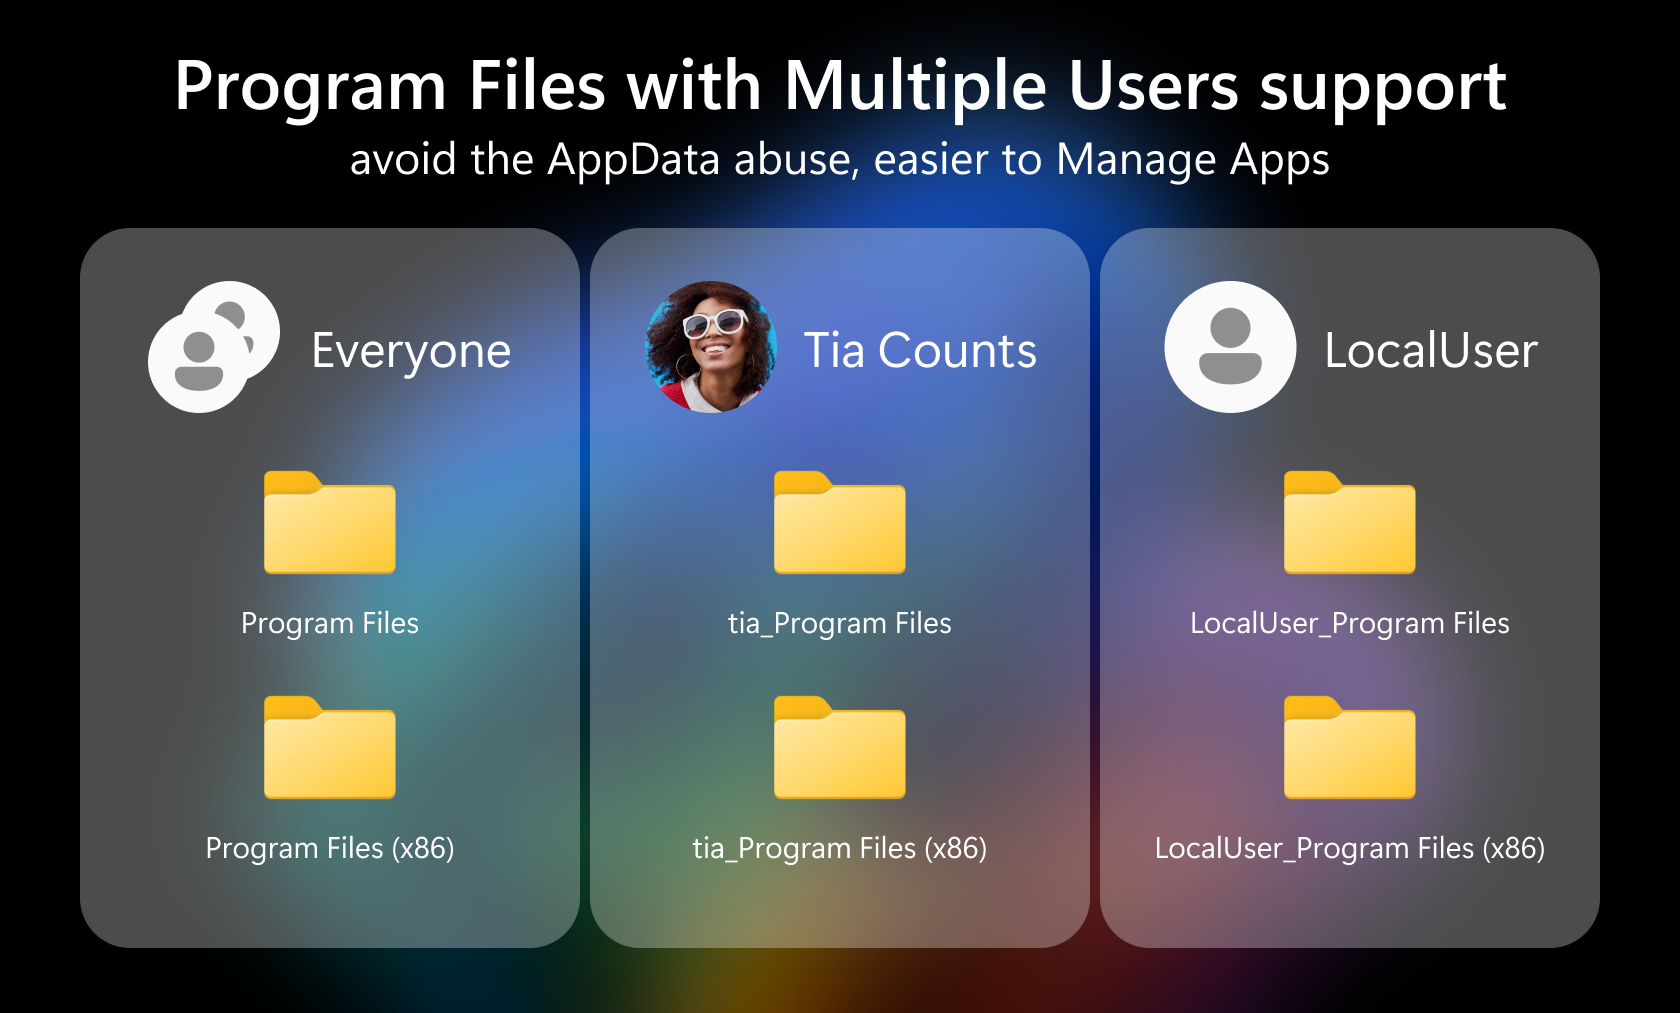 Program Files with Multiple Users support
avoid the AppData abuse, easier to Manage Apps
Everyone
Program Files
Program Files (x86)
Tia Counts
tia_Program Files
tia_Program Files (x86)
LocalUser
LocalUser_Program Files
LocalUser_Program Files (x86)